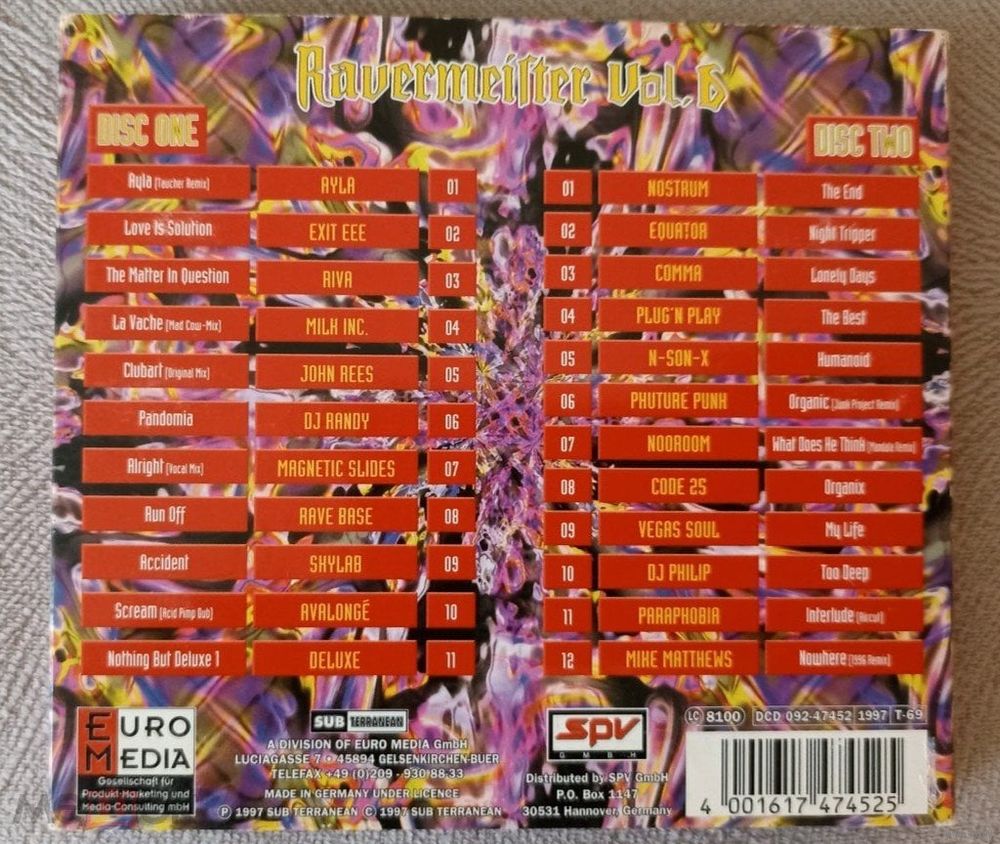 Ravermeister Vol. 6
DISC ONE
Ayla (Taucher Remix) AYLA 01
Love Is Solution EXIT EEE 02
The Matter In Question RIVA 03
La Vache (Mad Cow-Mix) MILK INC. 04
Clubart (Original Mix) JOHN REES 05
Pandomia DJ RANDY 06
Alright (Vocal Mix) MAGNETIC SLIDES 07
Run Off RAVE BASE 08
Accident SKYLAB 09
Scream (Acid Pimp Dub) AVALONGÉ 10
Nothing But Deluxe 1 DELUXE 11
DISC TWO
01 NOSTRUM The End
02 EQUATOR Night Tripper
03 COMMA Lonely Days
04 PLUG'N PLAY The Best
05 N-SON-X Humanoid
06 PHUTURE PUNK Organic (Junk Project Remix)
07 NOOROOM What Does He Think (Mandala Remix)
08 CODE 25 Organix
09 VEGAS SOUL My Life
10 DJ PHILIP Too Deep
11 PARAPHOBIA Interlude (Aircut)
12 MIKE MATTHEWS Nowhere (1996 Remix)
EURO
MEDIA
Gesellschaft für
Produkt-Marketing und
Media-Consulting mbH
SUB TERRANEAN
A DIVISION OF EURO MEDIA GmbH
LUCIAGASSE 7 • 45894 GELSENKIRCHEN-BUER
TELEFAX +49 (0)209 - 930 88.33
MADE IN GERMANY UNDER LICENCE
Ⓟ 1997 SUB TERRANEAN (C) 1997 SUB TERRANEAN
SPV
GMBH
Distributed by SPV GmbH
P.O. Box 1147
30531 Hannover, Germany
LC 8100 DCD 092-47452 1997 T-69
4 001617 474525